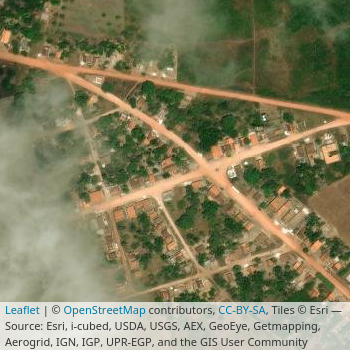 Leaflet | © OpenStreetMap contributors, CC-BY-SA, Tiles © Esri —
Source: Esri, i-cubed, USDA, USGS, AEX, GeoEye, Getmapping,
Aerogrid, IGN, IGP, UPR-EGP, and the GIS User Community